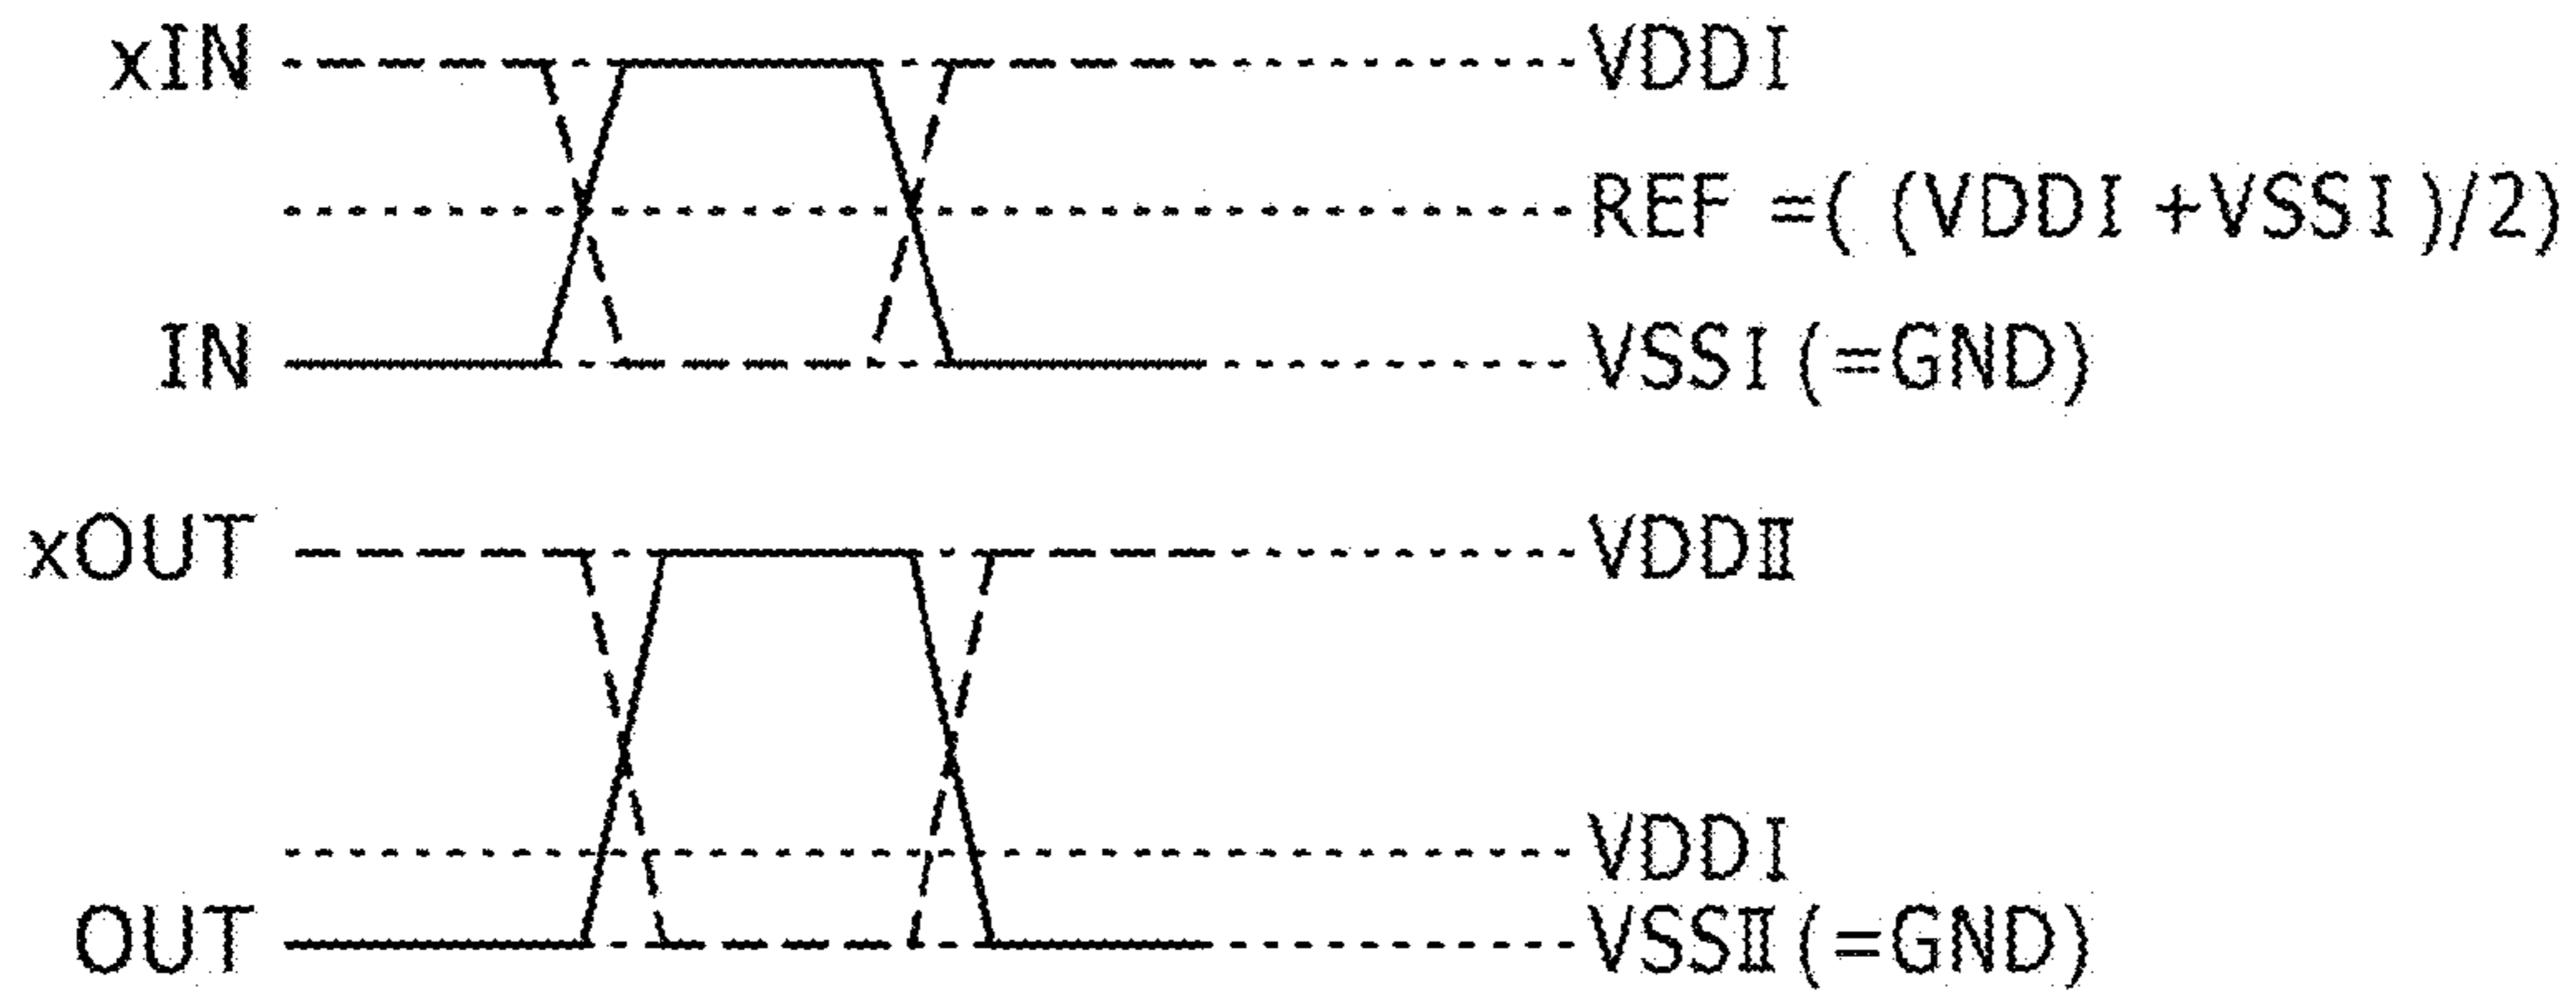 xIN VDDI
REF =( (VDDI +VSSI )/2)
IN VSSI (=GND)
xOUT VDDⅡ
VDDI
OUT VSSⅡ (=GND)